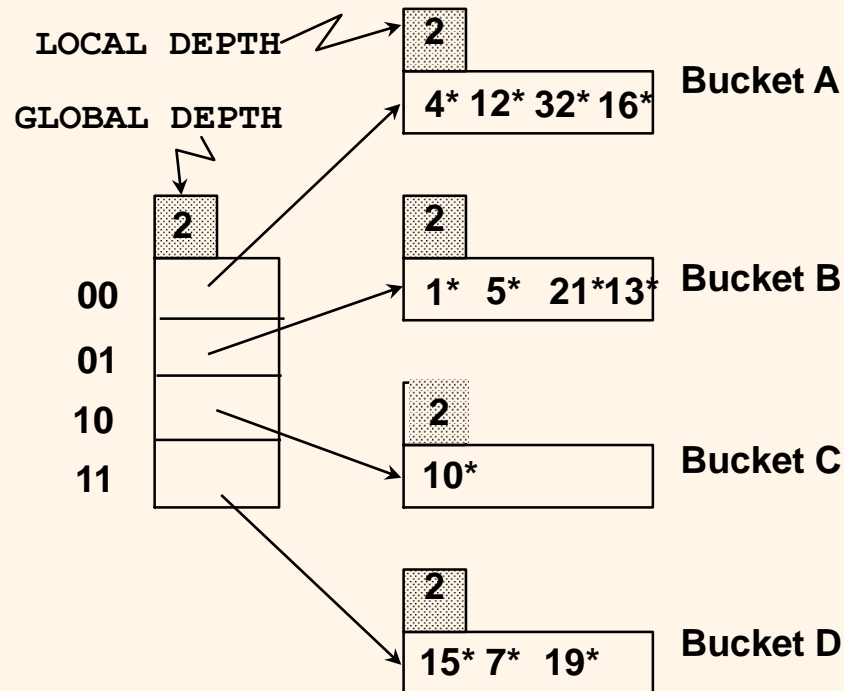 LOCAL DEPTH
2
4* 12* 32* 16*
Bucket A
GLOBAL DEPTH
2
2
1* 5* 21*13*
Bucket B
00
01
10
11
2
10*
Bucket C
2
15* 7* 19*
Bucket D